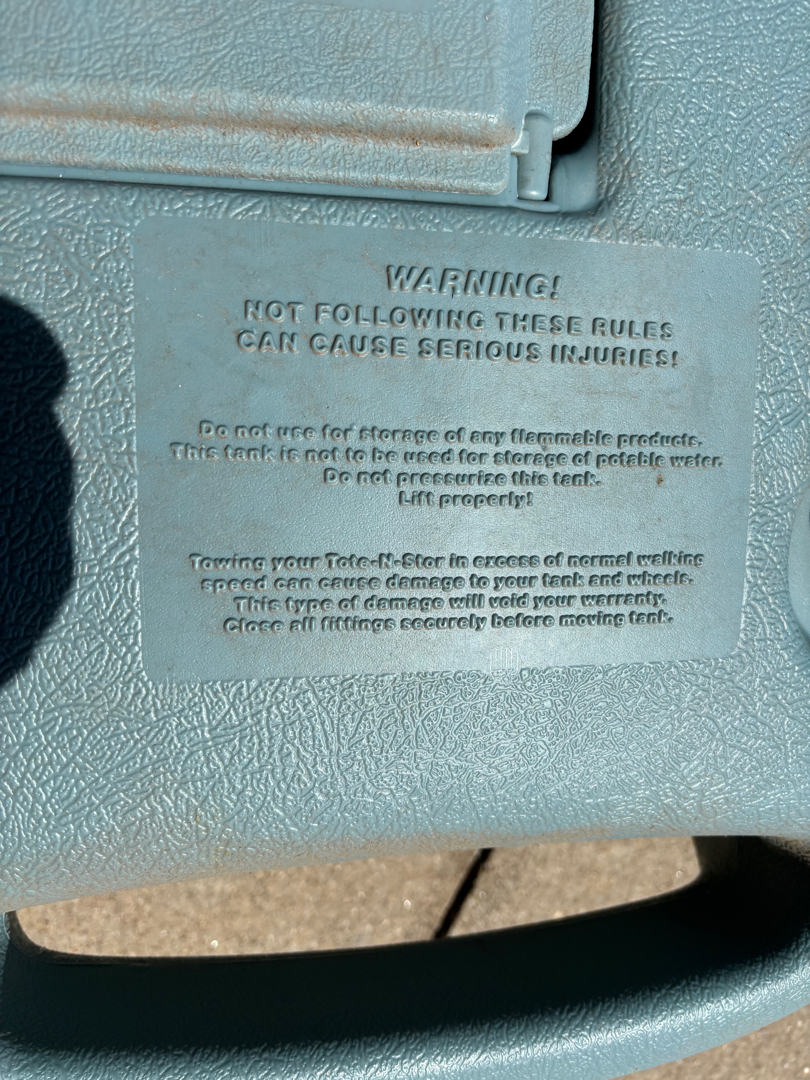 WARNING!
NOT FOLLOWING THESE RULES
CAN CAUSE SERIOUS INJURIES!
Do not use for storage of any flammable products.
This tank is not to be used for storage of potable water.
Do not pressurize this tank.
Lift properly!
Towing your Tote-N-Stor in excess of normal walking
speed can cause damage to your tank and wheels.
This type of damage will void your warranty.
Close all fittings securely before moving tank.